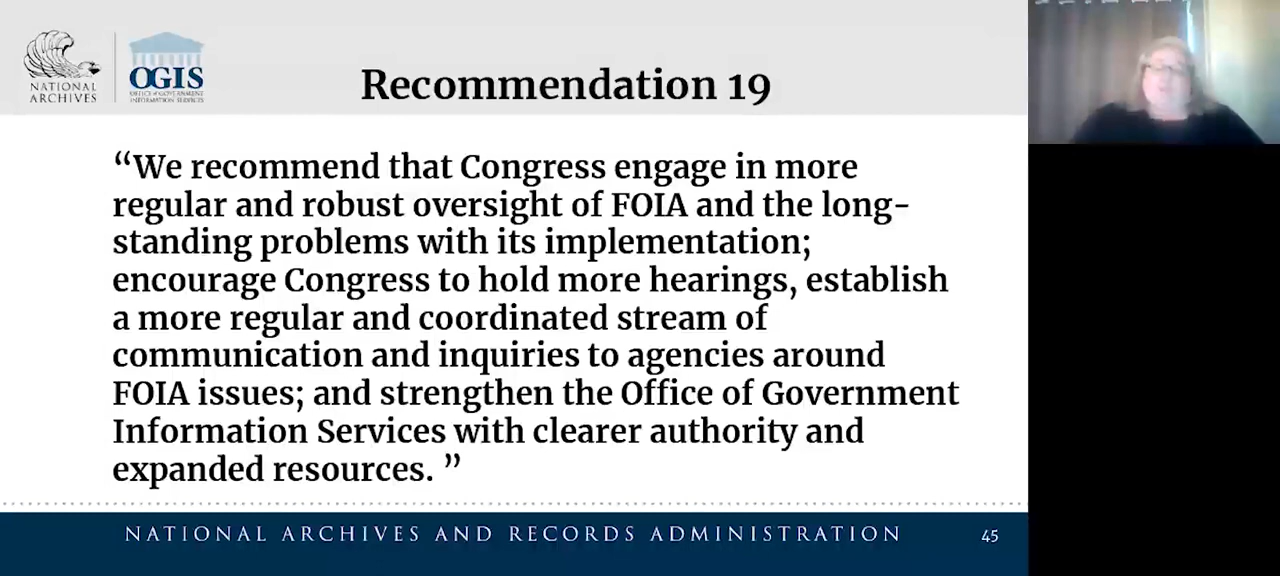 NATIONAL
ARCHIVES
OGIS
OFFICE of GOVERNMENT
INFORMATION SERVICES
Recommendation 19
“We recommend that Congress engage in more
regular and robust oversight of FOIA and the long-
standing problems with its implementation;
encourage Congress to hold more hearings, establish
a more regular and coordinated stream of
communication and inquiries to agencies around
FOIA issues; and strengthen the Office of Government
Information Services with clearer authority and
expanded resources. ”
NATIONAL ARCHIVES AND RECORDS ADMINISTRATION
45